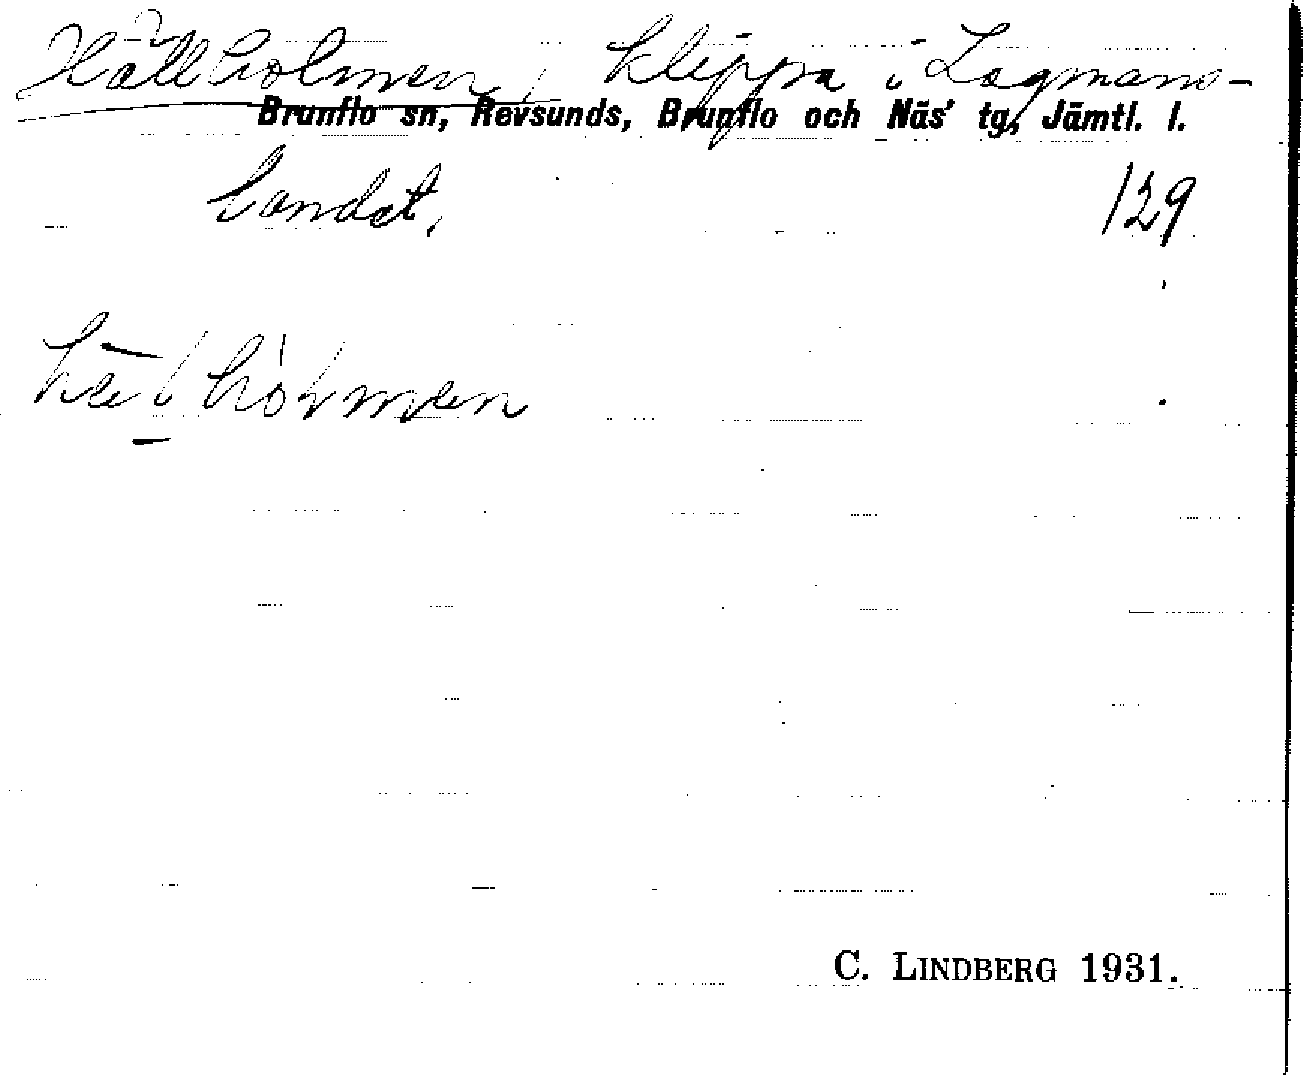 Hällholmen, klippa i Lagmans-
Brunflo sn, Revsunds, Brunflo och Näs' tg, Jämtl. l.
landet. 129
C. LINDBERG 1931.